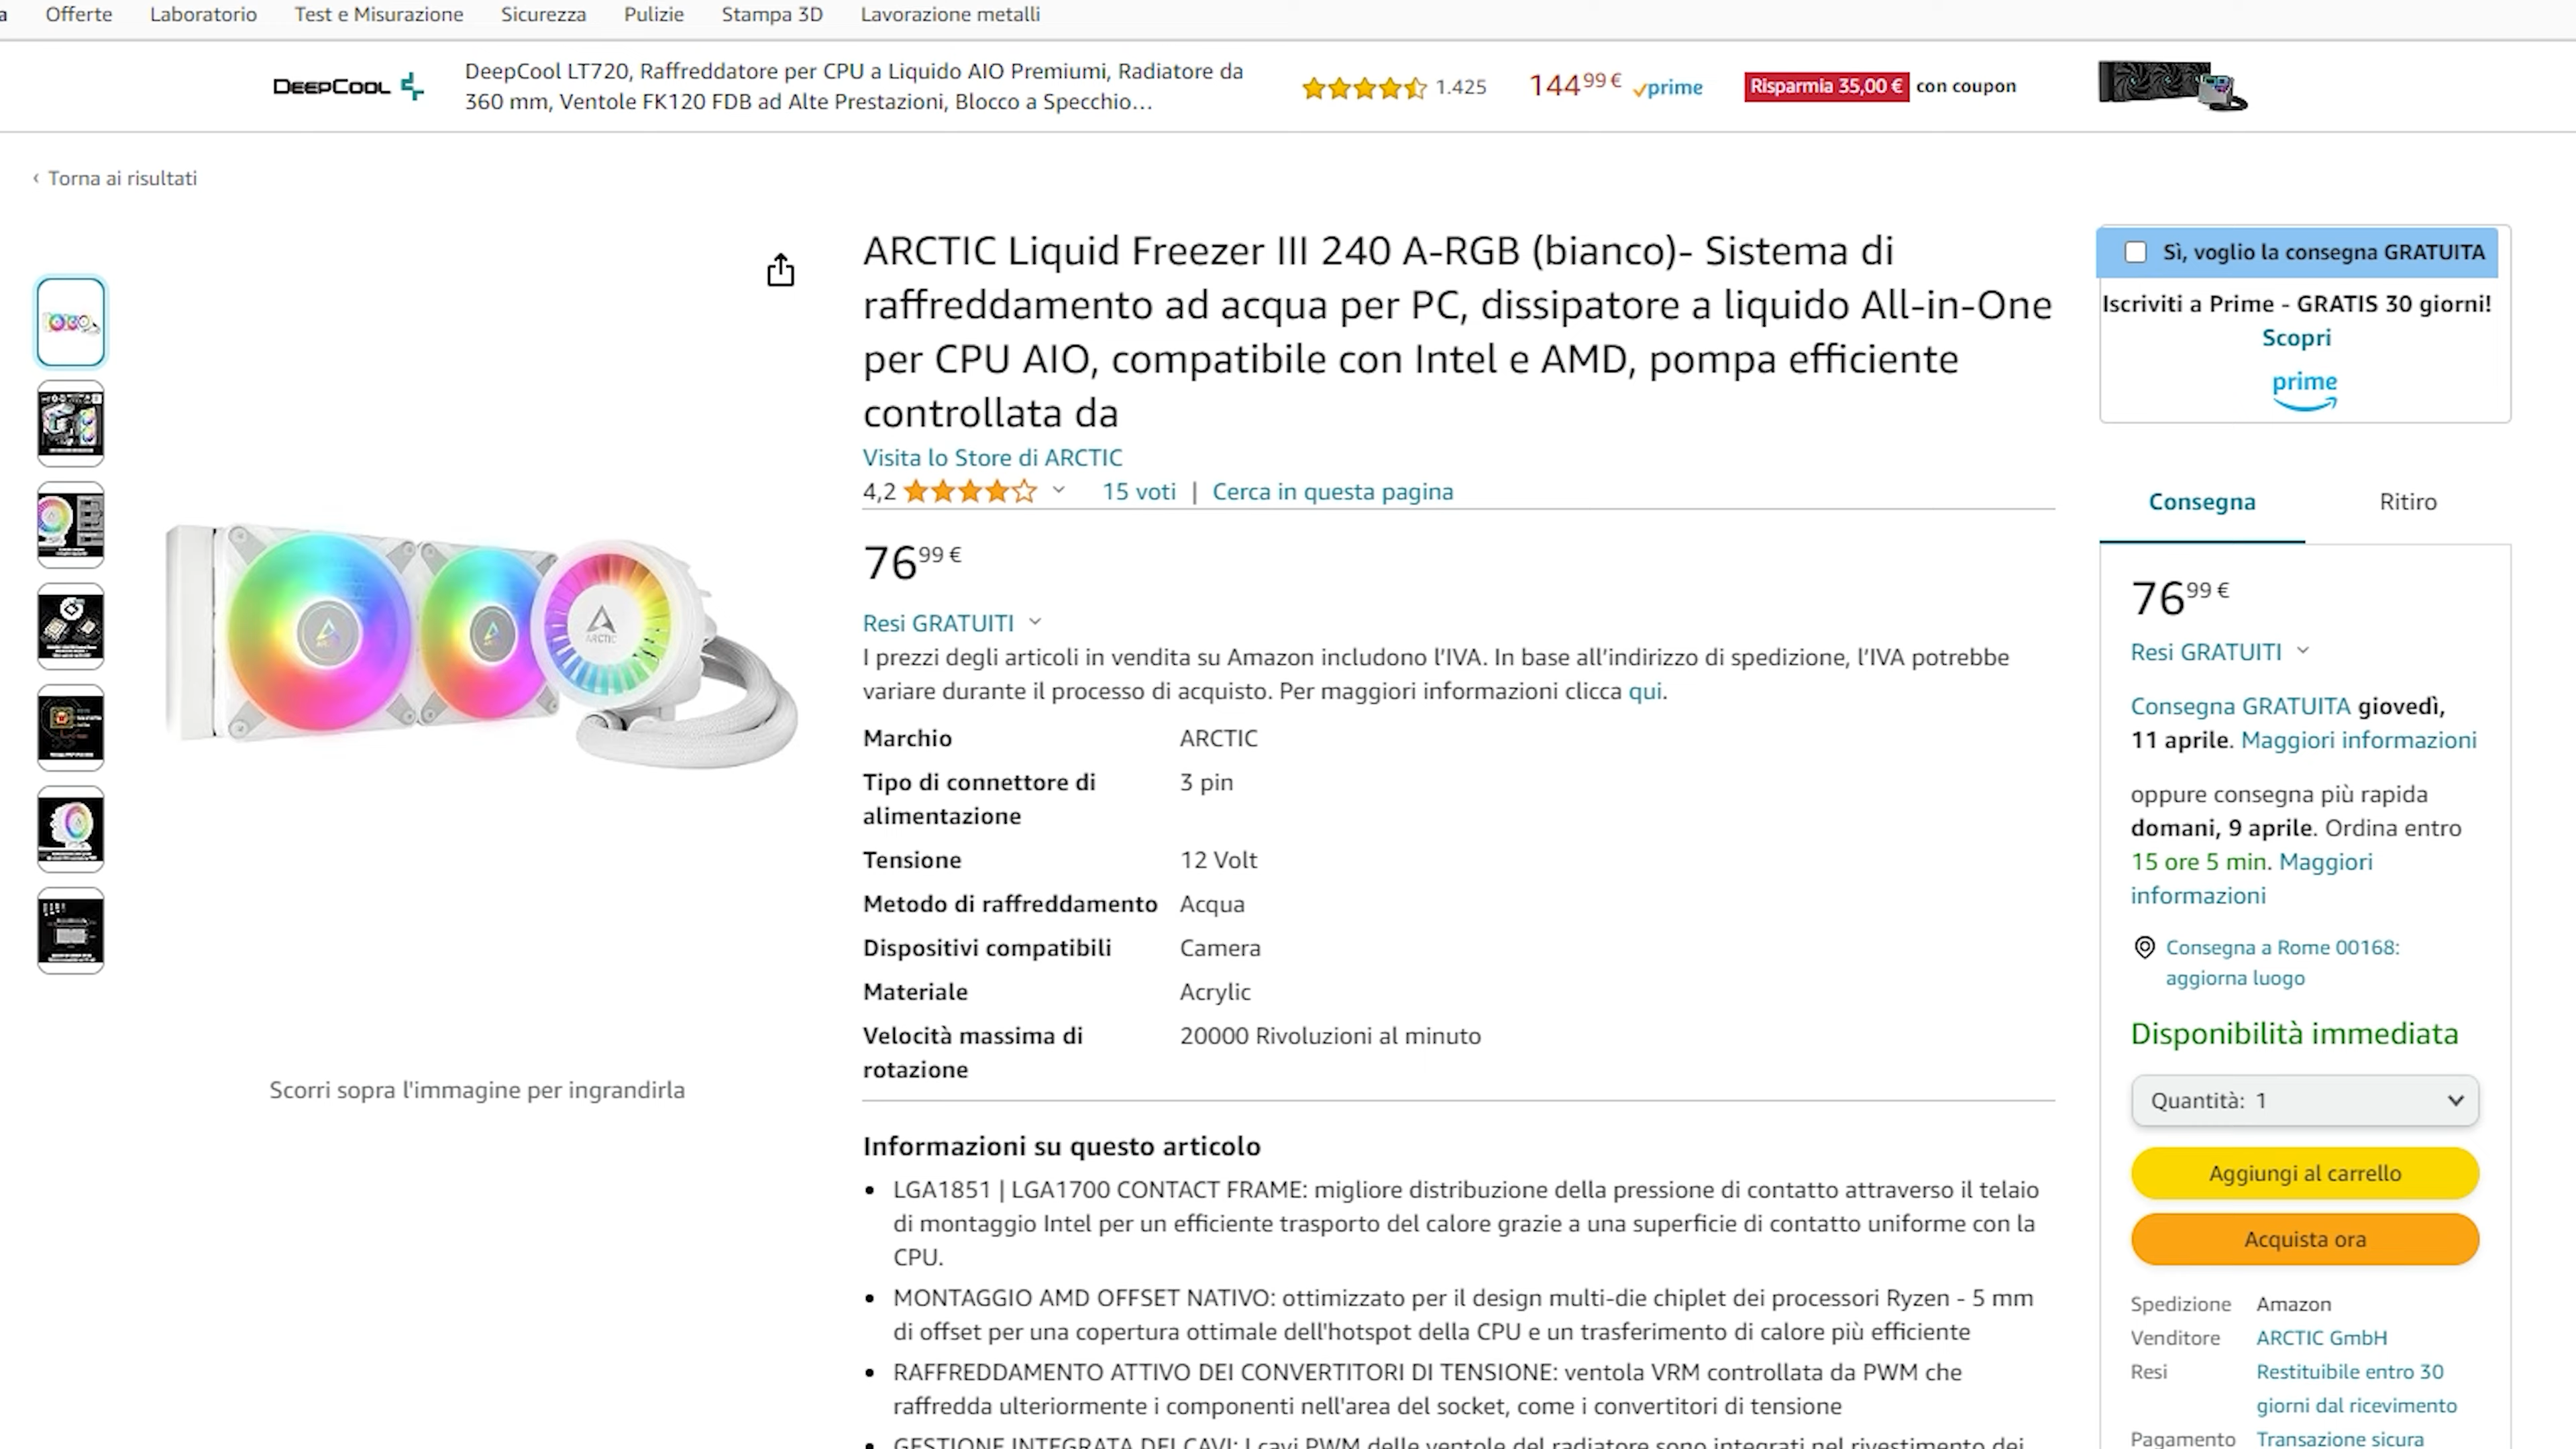 Offerte Laboratorio Test e Misurazione Sicurezza Pulizie Stampa 3D Lavorazione metalli
DEEPCOOL
DeepCool LT720, Raffreddatore per CPU a Liquido AIO Premiumi, Radiatore da
360 mm, Ventole FK120 FDB ad Alte Prestazioni, Blocco a Specchio...
1.425
144,99 € prime
Risparmia 35,00 € con coupon
‹ Torna ai risultati
ARCTIC Liquid Freezer III 240 A-RGB (bianco)- Sistema di
raffreddamento ad acqua per PC, dissipatore a liquido All-in-One
per CPU AIO, compatibile con Intel e AMD, pompa efficiente
controllata da
Visita lo Store di ARCTIC
4,2 15 voti | Cerca in questa pagina
76,99 €
Resi GRATUITI
I prezzi degli articoli in vendita su Amazon includono l’IVA. In base all’indirizzo di spedizione, l’IVA potrebbe
variare durante il processo di acquisto. Per maggiori informazioni clicca qui.
Marchio ARCTIC
Tipo di connettore di 3 pin
alimentazione
Tensione 12 Volt
Metodo di raffreddamento Acqua
Dispositivi compatibili Camera
Materiale Acrylic
Velocità massima di 20000 Rivoluzioni al minuto
rotazione
ARCTIC
Scorri sopra l'immagine per ingrandirla
Informazioni su questo articolo
• LGA1851 | LGA1700 CONTACT FRAME: migliore distribuzione della pressione di contatto attraverso il telaio
di montaggio Intel per un efficiente trasporto del calore grazie a una superficie di contatto uniforme con la
CPU.
• MONTAGGIO AMD OFFSET NATIVO: ottimizzato per il design multi-die chiplet dei processori Ryzen - 5 mm
di offset per una copertura ottimale dell'hotspot della CPU e un trasferimento di calore più efficiente
• RAFFREDDAMENTO ATTIVO DEI CONVERTITORI DI TENSIONE: ventola VRM controllata da PWM che
raffredda ulteriormente i componenti nell'area del socket, come i convertitori di tensione
• GESTIONE INTEGRATA DEI CAVI: I cavi PWM delle ventole del radiatore sono integrati nel rivestimento dei
Sì, voglio la consegna GRATUITA
Iscriviti a Prime - GRATIS 30 giorni!
Scopri
prime
Consegna Ritiro
76,99 €
Resi GRATUITI
Consegna GRATUITA giovedì,
11 aprile. Maggiori informazioni
oppure consegna più rapida
domani, 9 aprile. Ordina entro
15 ore 5 min. Maggiori
informazioni
Consegna a Rome 00168:
aggiorna luogo
Disponibilità immediata
Quantità: 1
Aggiungi al carrello
Acquista ora
Spedizione Amazon
Venditore ARCTIC GmbH
Resi Restituibile entro 30
giorni dal ricevimento
Pagamento Transazione sicura